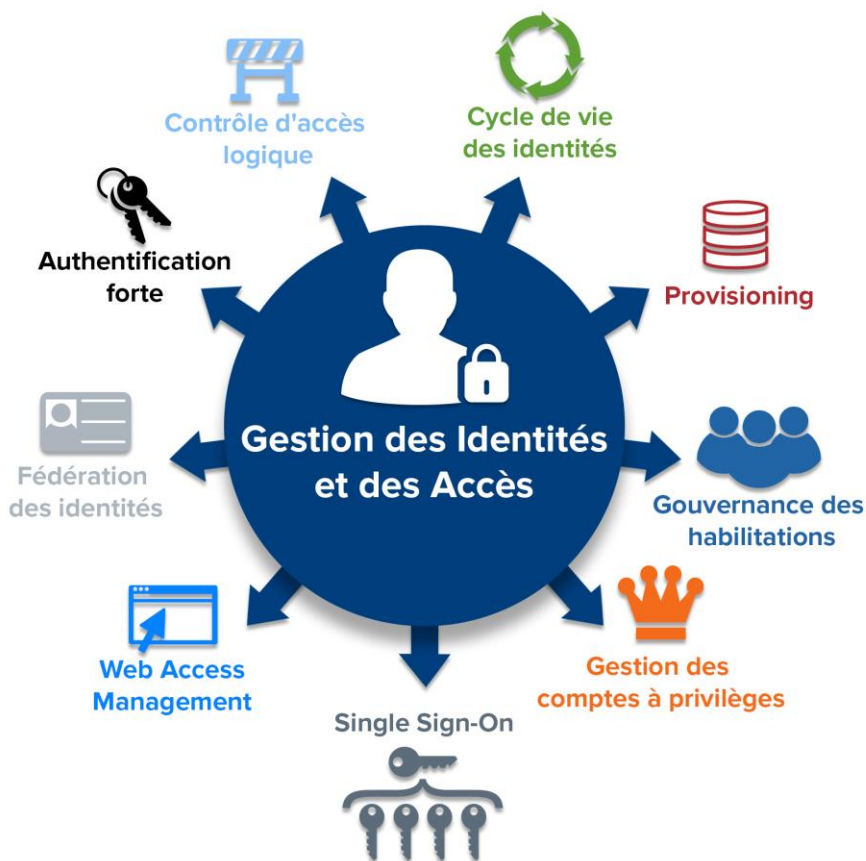 Contrôle d'accès
logique
Cycle de vie
des identités
Authentification
forte
Provisioning
Gestion des Identités
et des Accès
Fédération
des identités
Gouvernance des
habilitations
Web Access
Management
Gestion des
comptes à privilèges
Single Sign-On